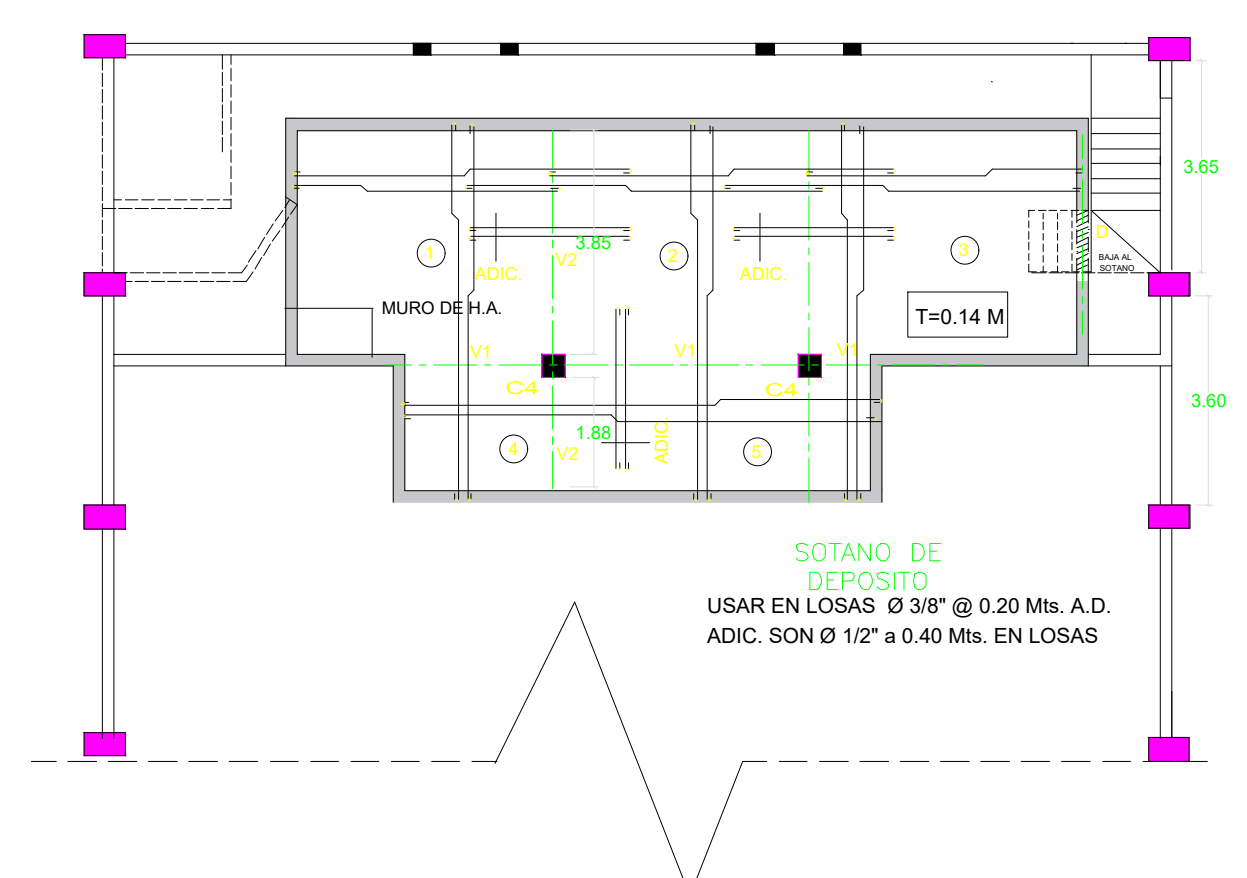 3.65
D
BAJA AL
SOTANO
1
3.85
V2
2
3
ADIC.
ADIC.
MURO DE H.A.
T=0.14 M
V1
V1
V1
C4
C4
3.60
1.88
4
V2
ADIC.
5
SOTANO DE
DEPOSITO
USAR EN LOSAS Ø 3/8" @ 0.20 Mts. A.D.
ADIC. SON Ø 1/2" a 0.40 Mts. EN LOSAS